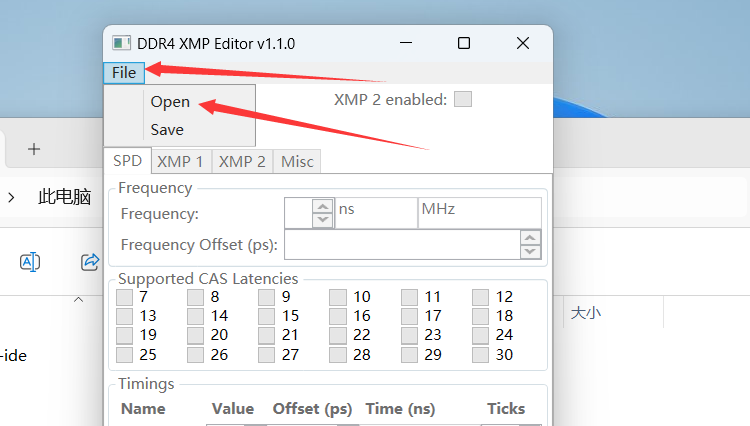 DDR4 XMP Editor v1.1.0
File
Open
XMP 2 enabled:
Save
SPD XMP 1 XMP 2 Misc
此电脑
Frequency
Frequency: ns MHz
Frequency Offset (ps):
Supported CAS Latencies
7 8 9 10 11 12
13 14 15 16 17 18
大小
19 20 21 22 23 24
25 26 27 28 29 30
-ide
Timings
Name Value Offset (ps) Time (ns) Ticks